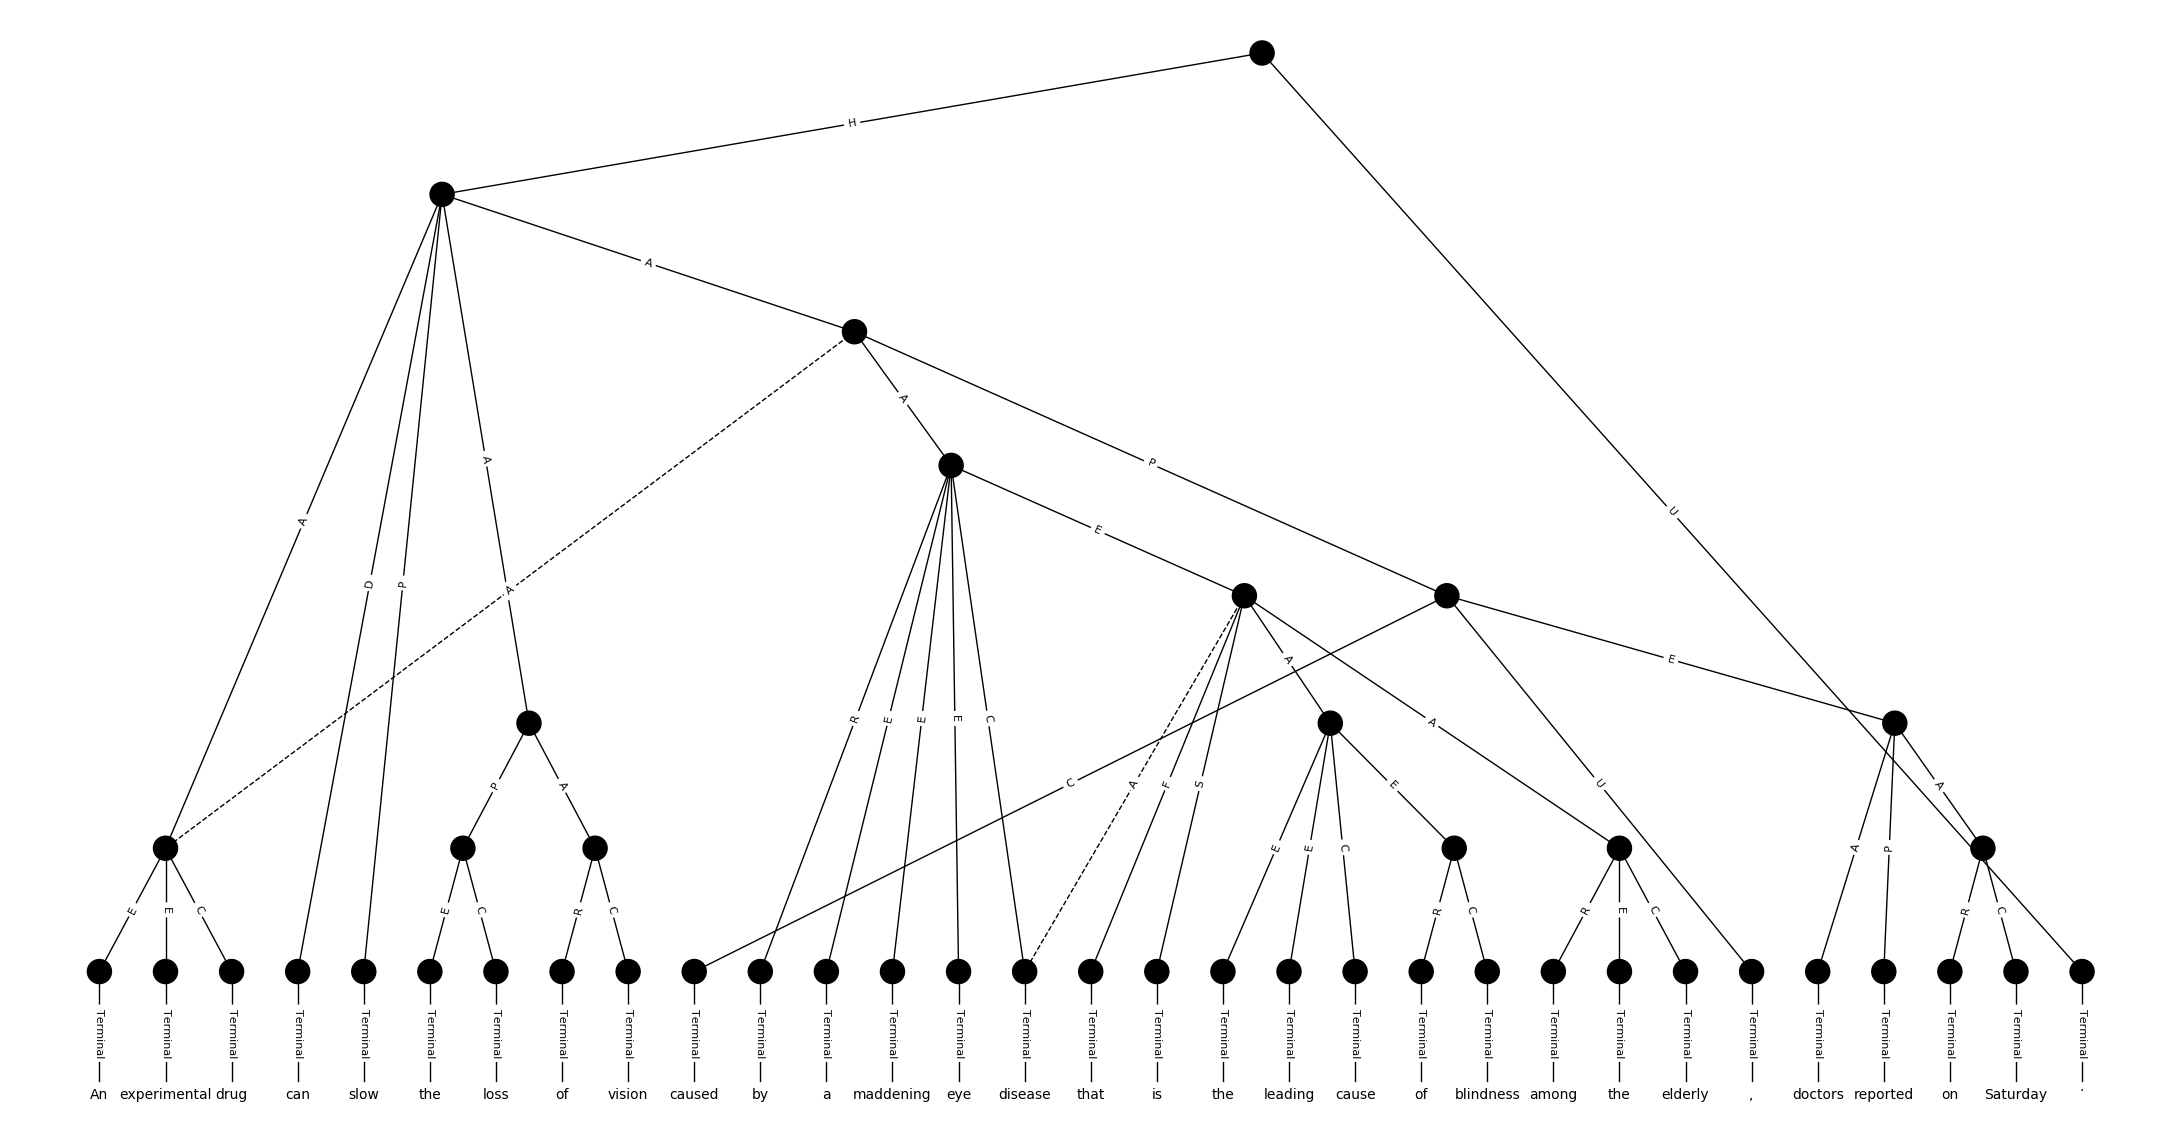 H
A
A
P
U
A
A
E
D
P
A
E
A
A
C
R
E
E
E
C
P
A
A
F
S
U
A
E
E
C
E
A
P
E
E
C
E
C
R
C
R
C
R
E
C
R
C
Terminal Terminal Terminal Terminal Terminal Terminal Terminal Terminal Terminal Terminal Terminal Terminal Terminal Terminal Terminal Terminal Terminal Terminal Terminal Terminal Terminal Terminal Terminal Terminal Terminal Terminal Terminal Terminal Terminal Terminal Terminal
An experimental drug can slow the loss of vision caused by a maddening eye disease that is the leading cause of blindness among the elderly , doctors reported on Saturday .